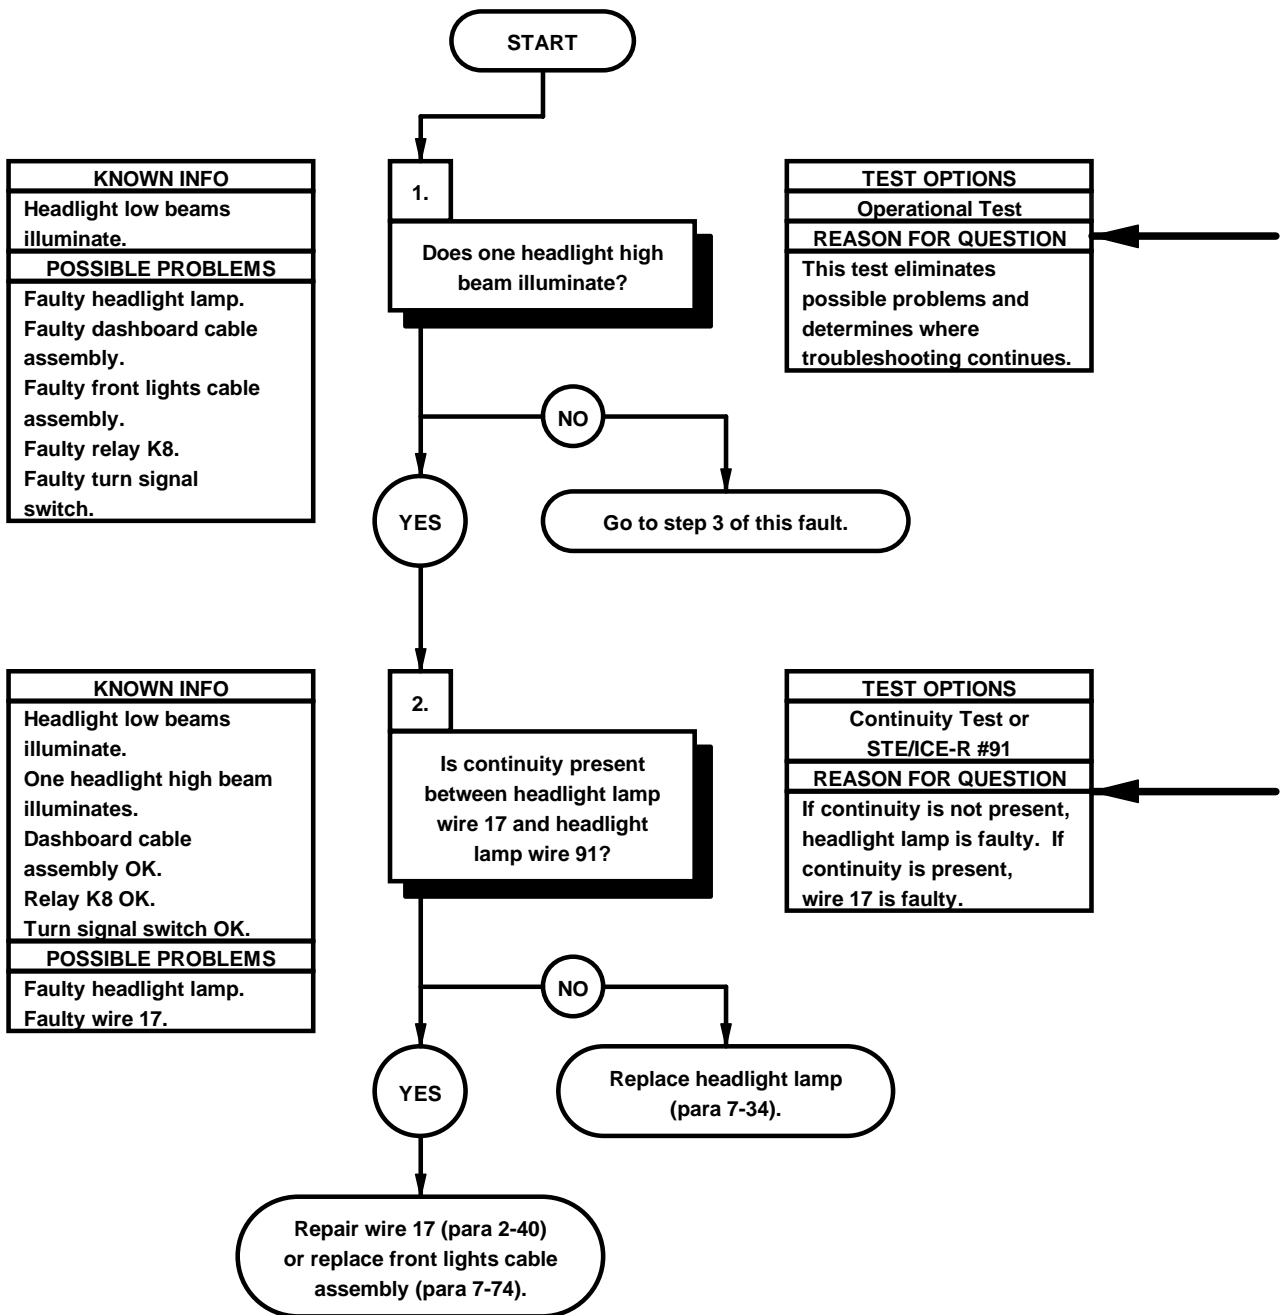 START
KNOWN INFO
Headlight low beams
illuminate.
POSSIBLE PROBLEMS
Faulty headlight lamp.
Faulty dashboard cable
assembly.
Faulty front lights cable
assembly.
Faulty relay K8.
Faulty turn signal
switch.
1.
Does one headlight high
beam illuminate?
TEST OPTIONS
Operational Test
REASON FOR QUESTION
This test eliminates
possible problems and
determines where
troubleshooting continues.
NO
YES
Go to step 3 of this fault.
KNOWN INFO
Headlight low beams
illuminate.
One headlight high beam
illuminates.
Dashboard cable
assembly OK.
Relay K8 OK.
Turn signal switch OK.
POSSIBLE PROBLEMS
Faulty headlight lamp.
Faulty wire 17.
2.
Is continuity present
between headlight lamp
wire 17 and headlight
lamp wire 91?
TEST OPTIONS
Continuity Test or
STE/ICE-R #91
REASON FOR QUESTION
If continuity is not present,
headlight lamp is faulty.  If
continuity is present,
wire 17 is faulty.
NO
YES
Replace headlight lamp
(para 7-34).
Repair wire 17 (para 2-40)
or replace front lights cable
assembly (para 7-74).